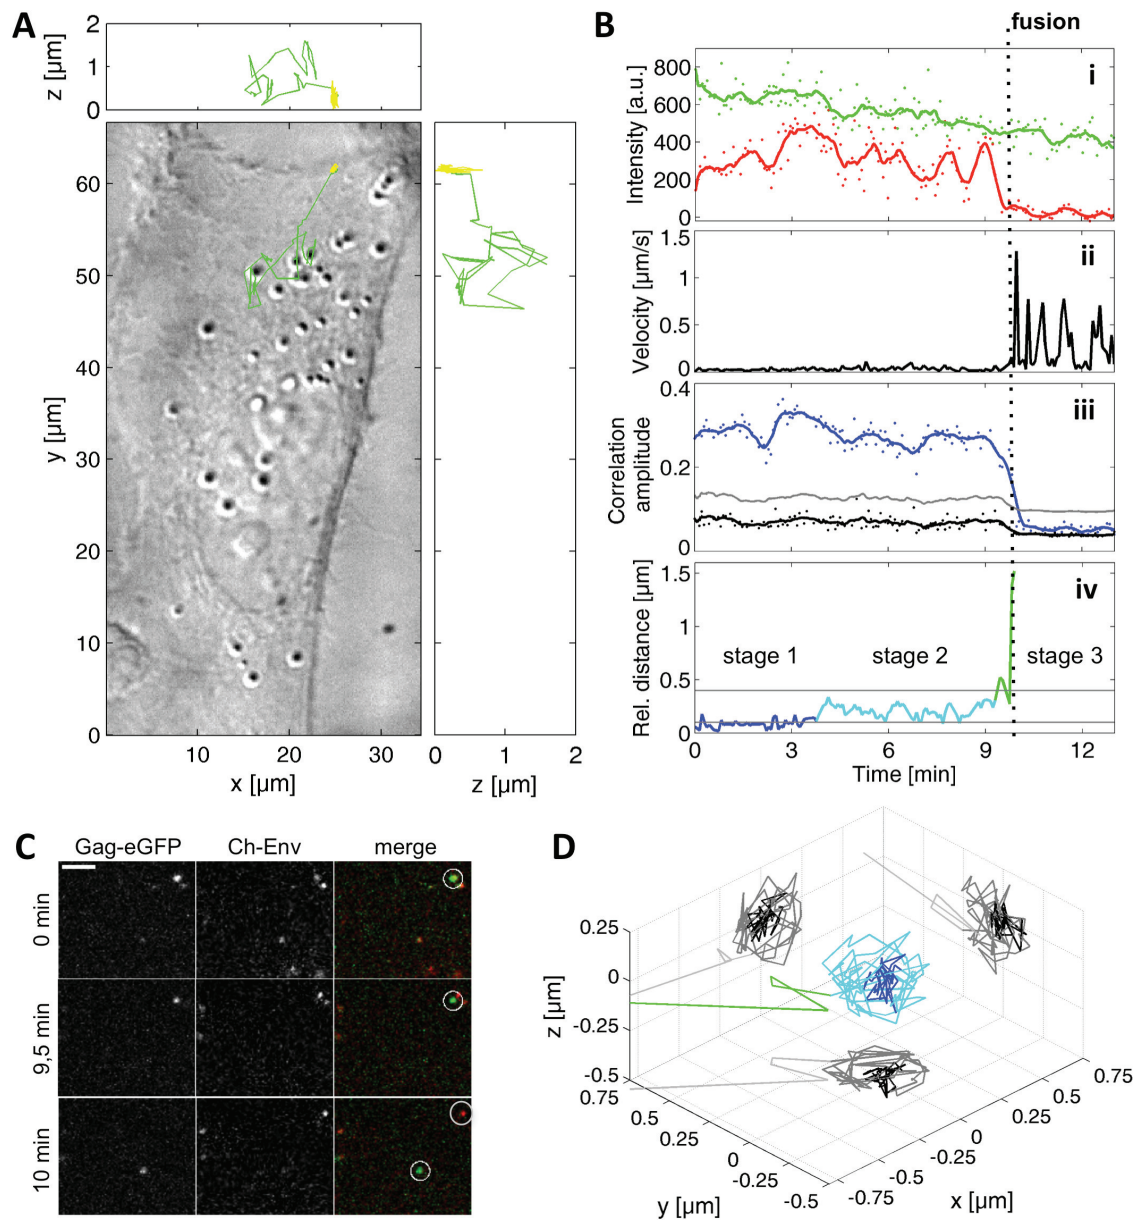 A
2
1
0
z [µm]
60
50
40
30
20
10
0
y [µm]
10
20
30
x [µm]
0
1
2
z [µm]
B
fusion
800
600
400
200
0
Intensity [a.u.]
i
1.5
1
0.5
0
Velocity [µm/s]
ii
0.4
0.2
0
Correlation
amplitude
iii
1.5
1
0.5
0
Rel. distance [µm]
iv
stage 1
stage 2
stage 3
0
3
6
9
12
Time [min]
C
Gag-eGFP
Ch-Env
merge
0 min
9,5 min
10 min
D
0.25
0
-0.25
-0.5
z [µm]
0.75
0.5
0.25
0
-0.25
-0.5
y [µm]
-0.75
-0.5
-0.25
0
0.25
0.5
0.75
x [µm]